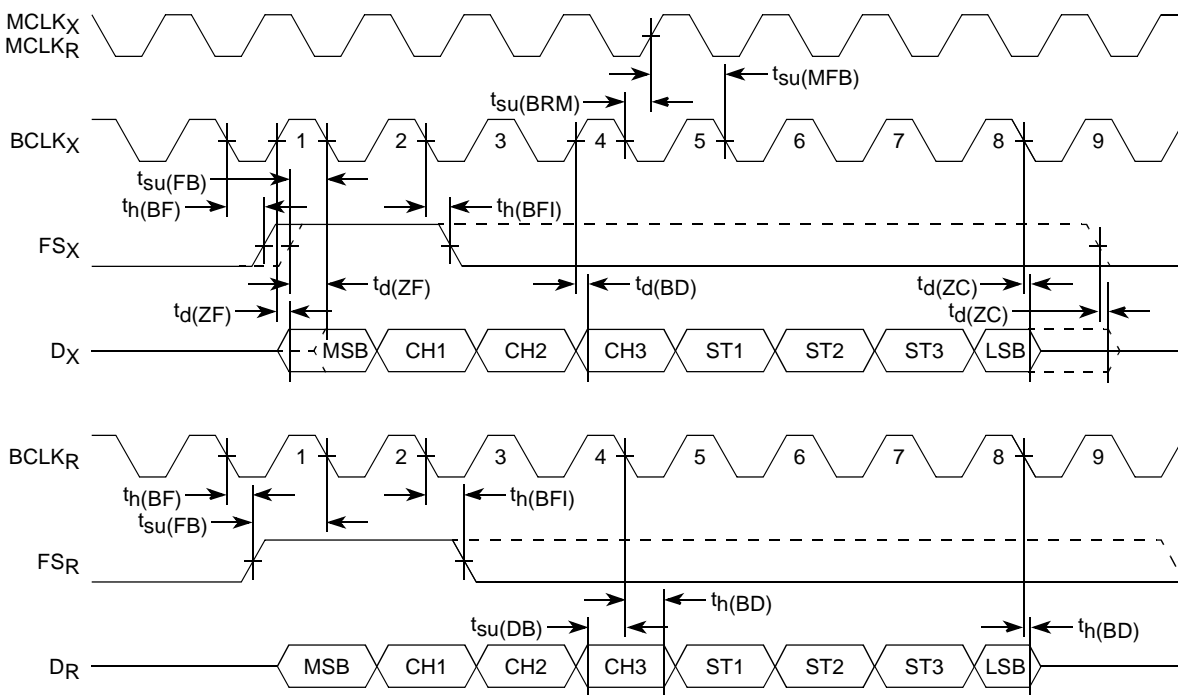 MCLKX
MCLKR
tsu(MFB)
tsu(BRM)
BCLKX 1 2 3 4 5 6 7 8 9
tsu(FB)
th(BF) th(BFI)
FSX
td(ZF) td(BD) td(ZC)
td(ZF) td(ZC)
DX MSB CH1 CH2 CH3 ST1 ST2 ST3 LSB
BCLKR 1 2 3 4 5 6 7 8 9
th(BF) th(BFI)
tsu(FB)
FSR
th(BD)
tsu(DB) th(BD)
DR MSB CH1 CH2 CH3 ST1 ST2 ST3 LSB